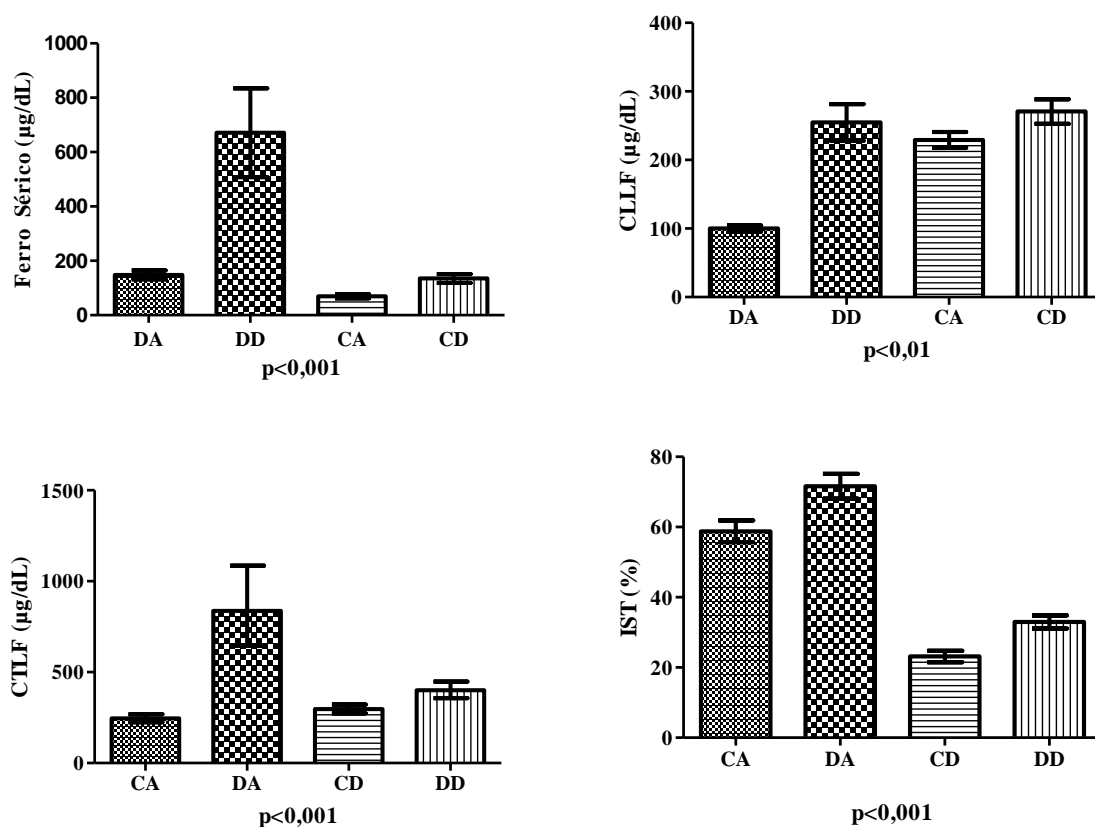 Ferro Sérico (µg/dL)
1000
800
600
400
200
0
DA DD CA CD
p<0,001
CLLF (µg/dL)
400
300
200
100
0
DA DD CA CD
p<0,01
CTLF (µg/dL)
1500
1000
500
0
CA DA CD DD
p<0,001
IST (%)
80
60
40
20
0
CA DA CD DD
p<0,001